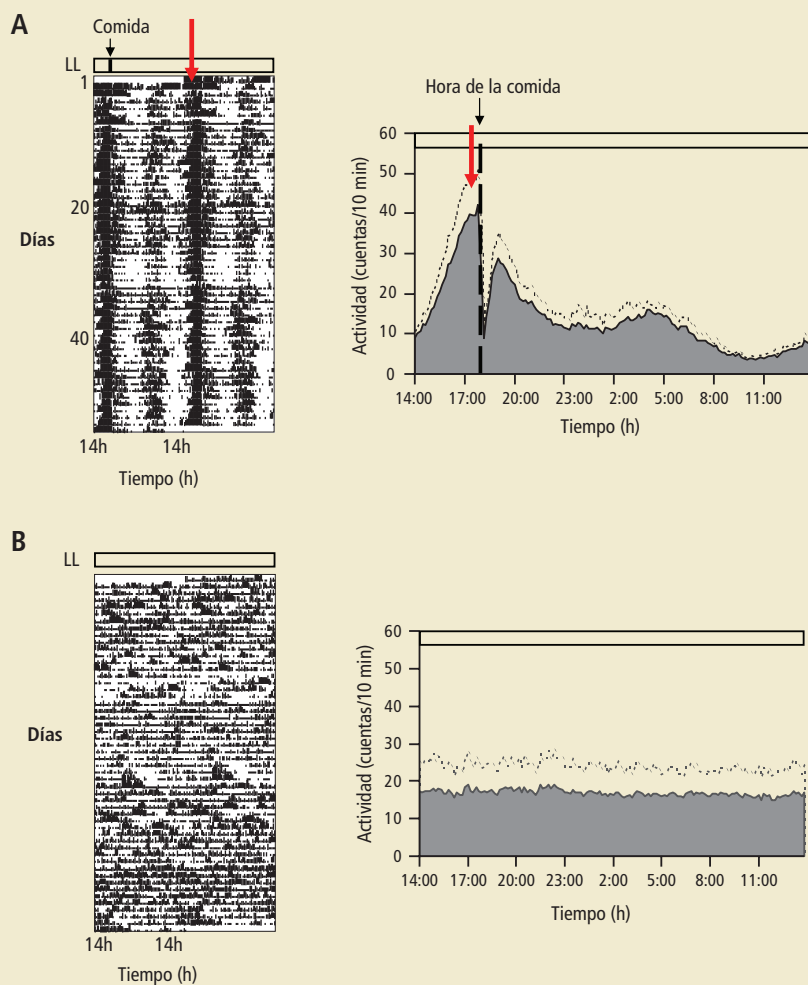 A
Comida
LL
1
20
Días
40
14h 14h
Tiempo (h)
Hora de la comida
60
50
40
30
20
10
0
Actividad (cuentas/10 min)
14:00 17:00 20:00 23:00 2:00 5:00 8:00 11:00
Tiempo (h)
B
LL
Días
14h 14h
Tiempo (h)
60
50
40
30
20
10
0
Actividad (cuentas/10 min)
14:00 17:00 20:00 23:00 2:00 5:00 8:00 11:00
Tiempo (h)